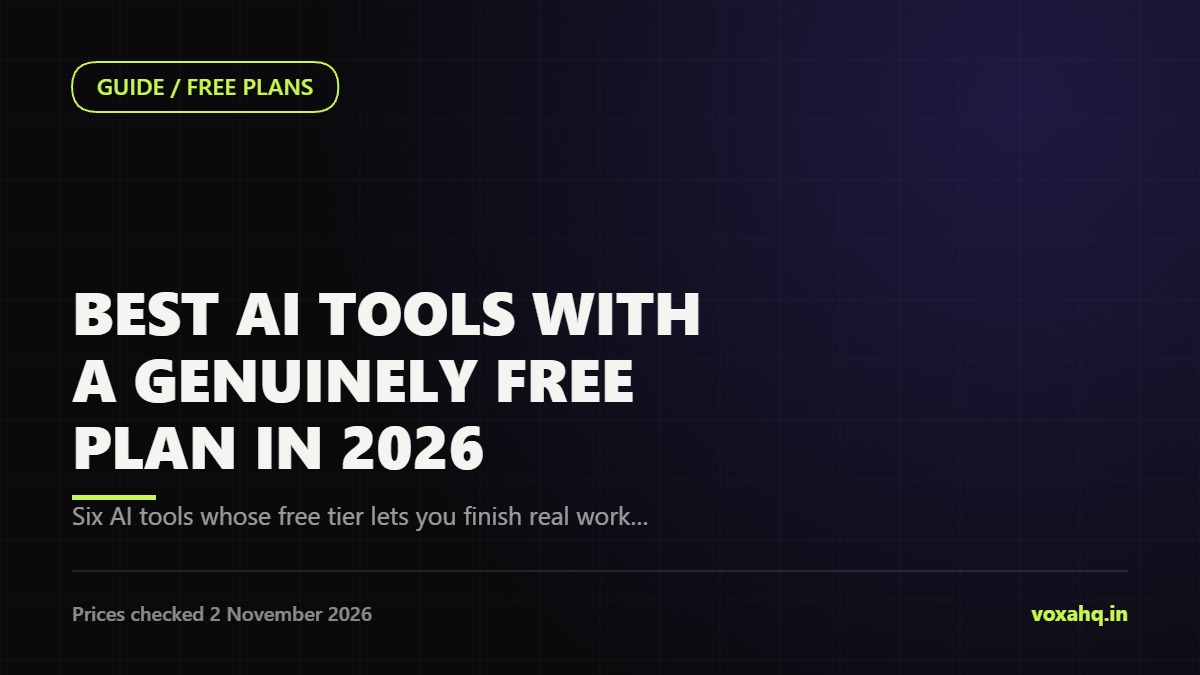 GUIDE / FREE PLANS
BEST AI TOOLS WITH
A GENUINELY FREE
PLAN IN 2026
Six AI tools whose free tier lets you finish real work...
Prices checked 2 November 2026
voxahq.in